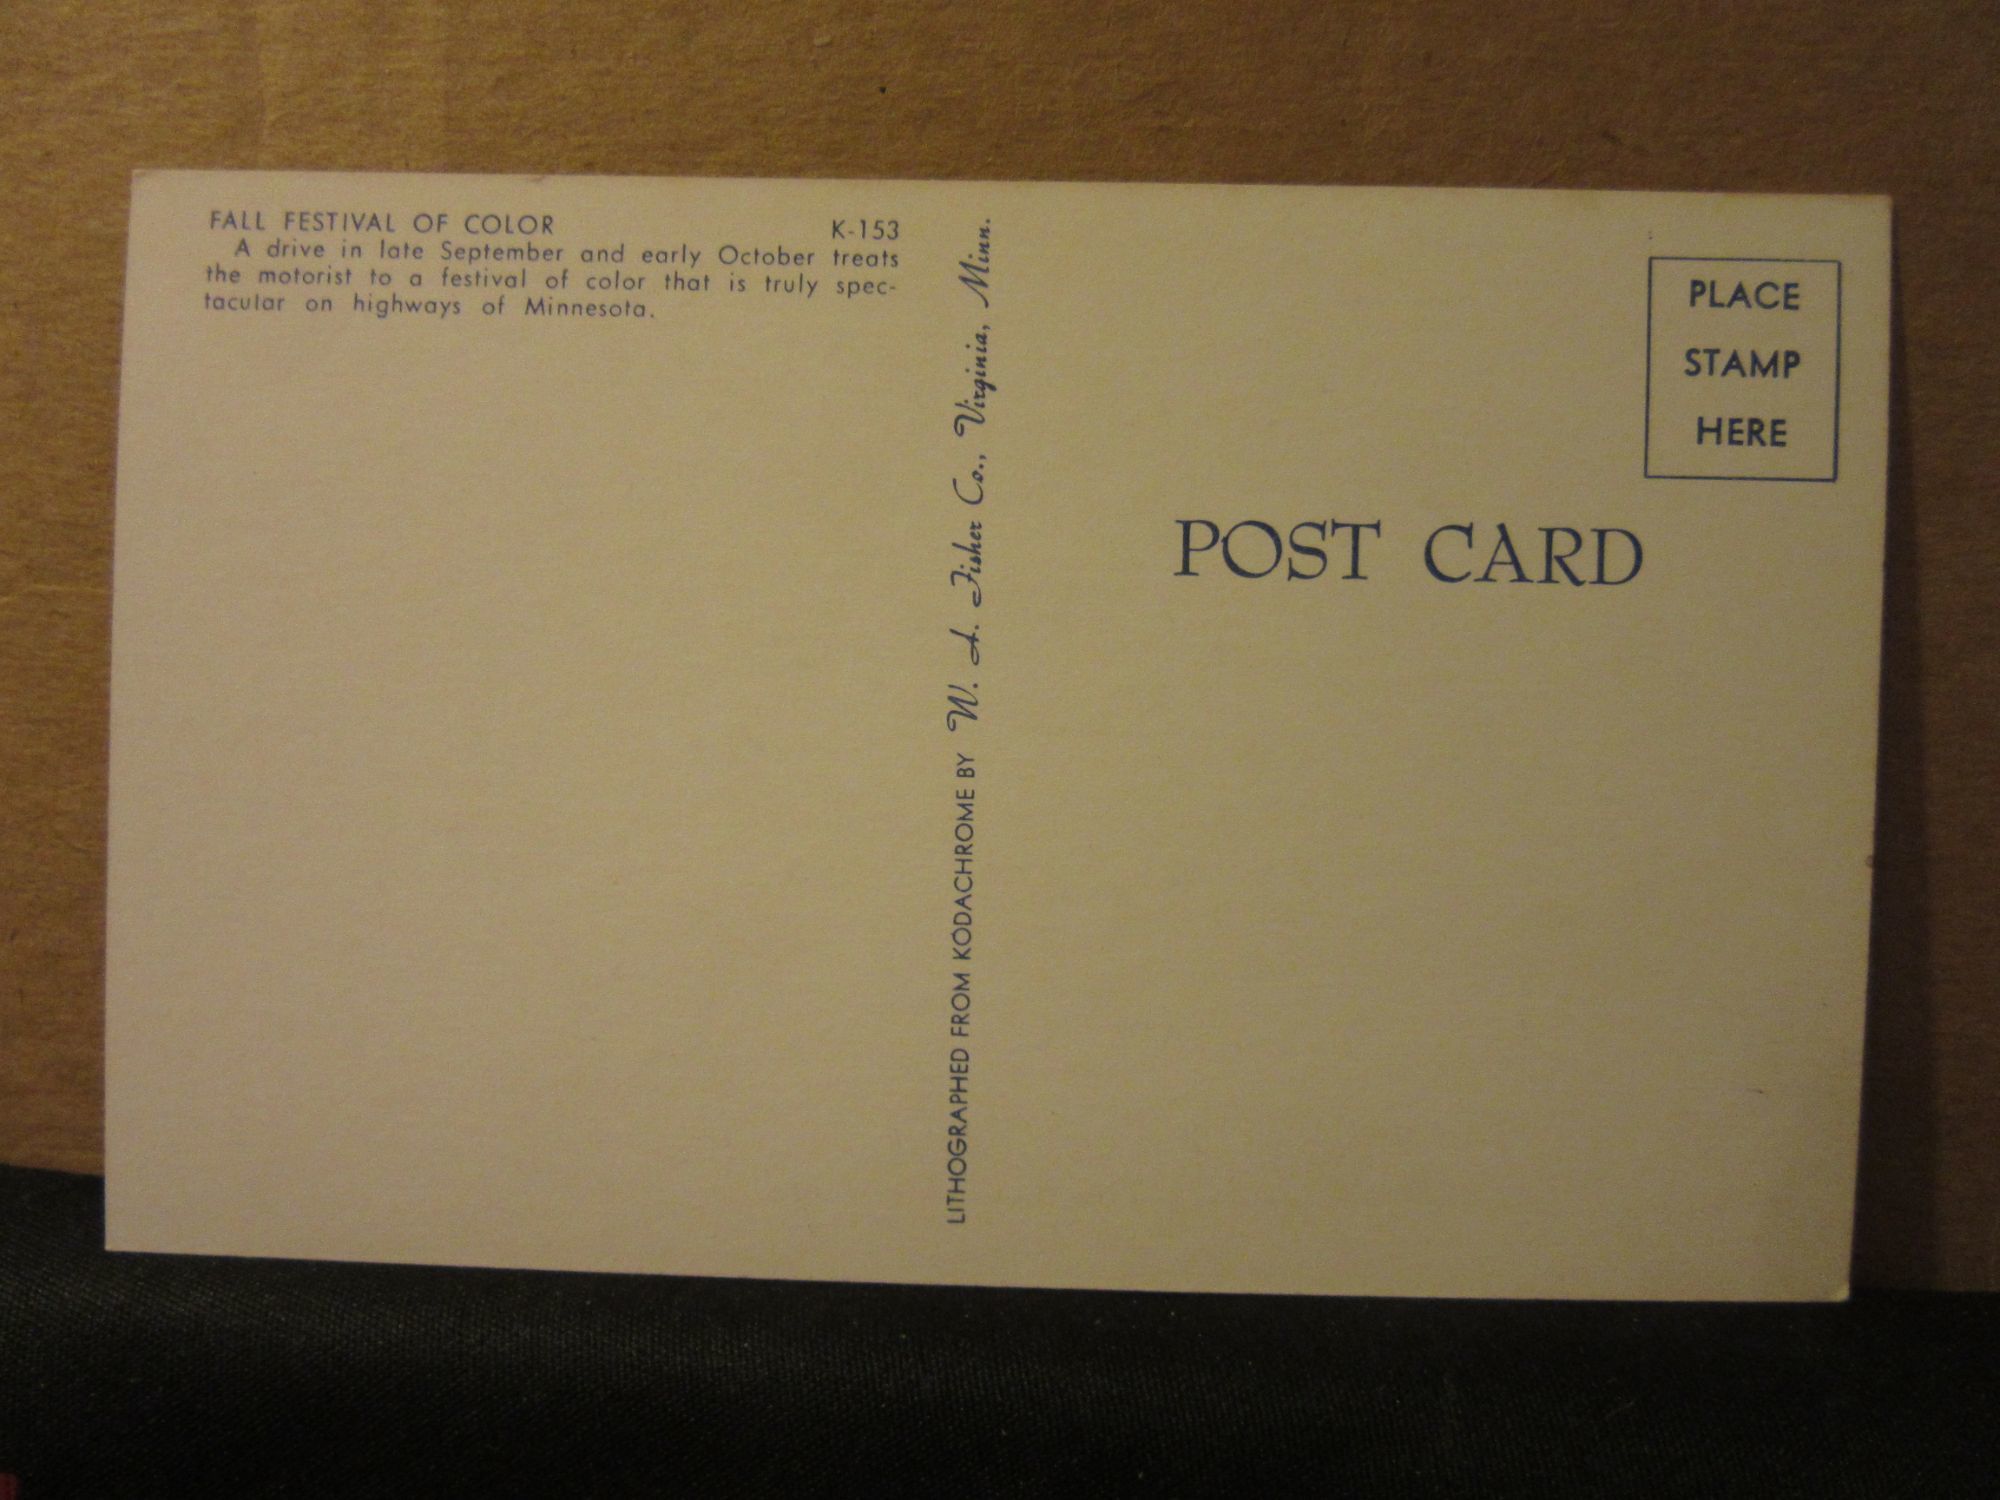 FALL FESTIVAL OF COLOR K-153
A drive in late September and early October treats
the motorist to a festival of color that is truly spec-
tacular on highways of Minnesota.
LITHOGRAPHED FROM KODACHROME BY W. A. Fisher Co., Virginia, Minn.
PLACE
STAMP
HERE
POST CARD